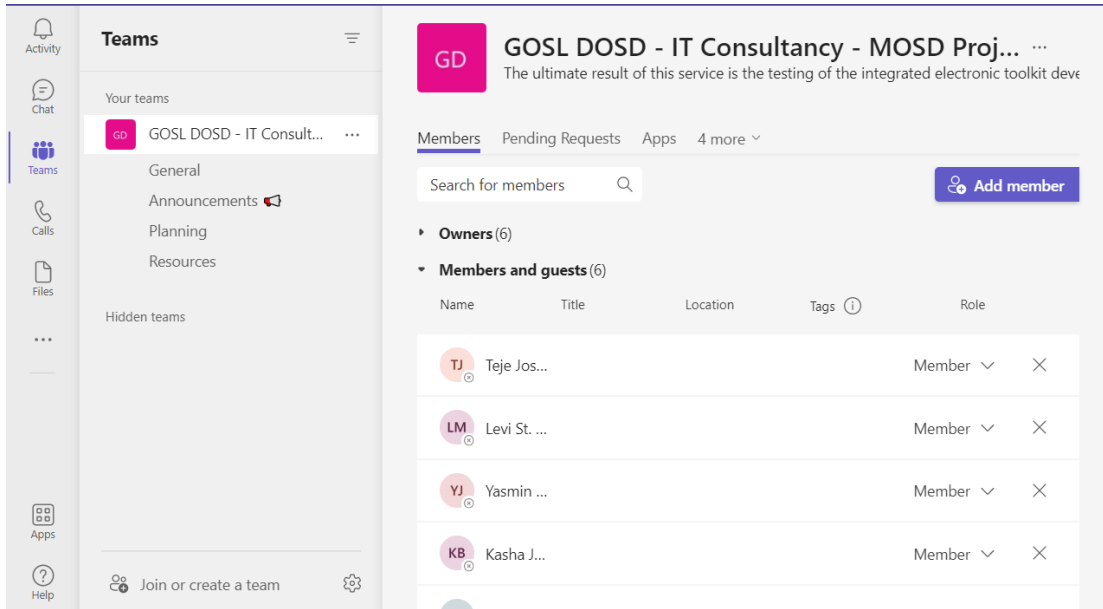 Activity
Chat
Teams
Calls
Files
Apps
Help
Teams
Your teams
GD GOSL DOSD - IT Consult...
General
Announcements
Planning
Resources
Hidden teams
Join or create a team
GD
GOSL DOSD - IT Consultancy - MOSD Proj...
The ultimate result of this service is the testing of the integrated electronic toolkit deve
Members Pending Requests Apps 4 more
Search for members
Add member
Owners (6)
Members and guests (6)
Name Title Location Tags Role
TJ Teje Jos... Member
LM Levi St. ... Member
YJ Yasmin ... Member
KB Kasha J... Member